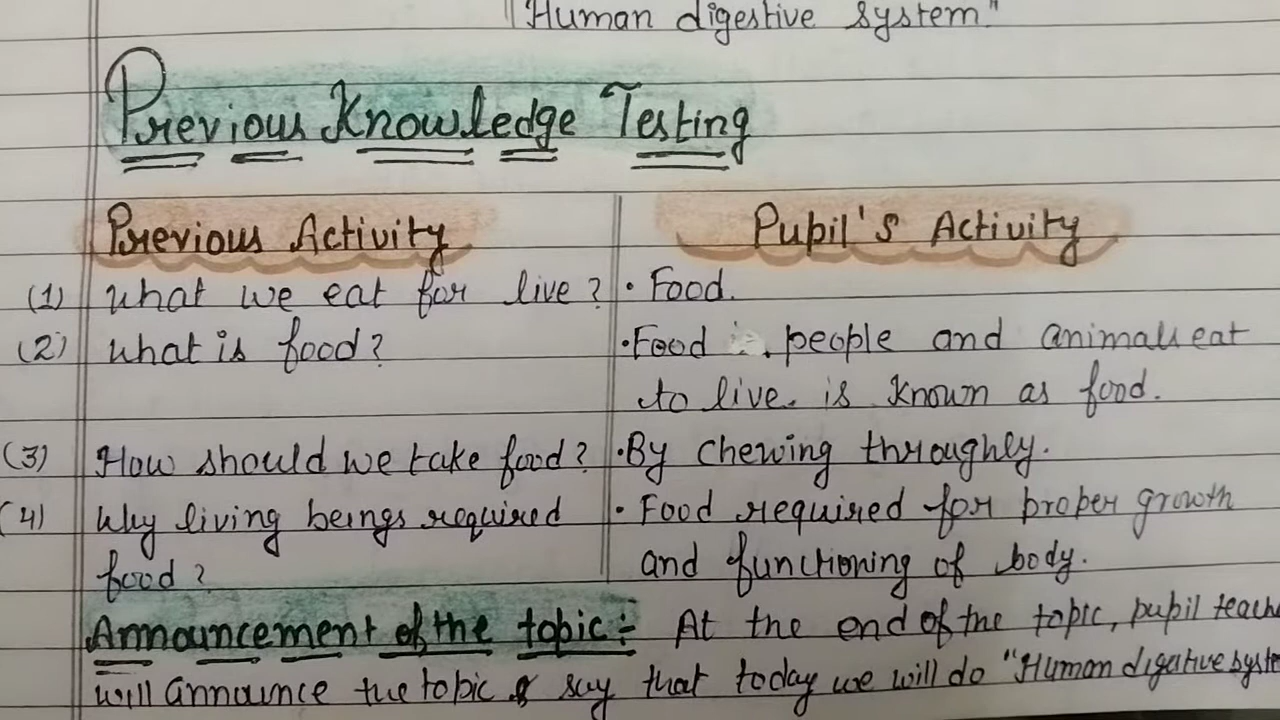 "Human digestive system"
Previous Knowledge Testing
Previous Activity Pupil's Activity
(1) What we eat for live? • Food.
(2) What is food? •Food people and animals eat
to live. is known as food.
(3) How should we take food? •By chewing throughly.
(4) Why living beings required • Food required for proper growth
food? and functioning of body.
Announcement of the topic:- At the end of the topic, pupil
will announce the topic & say that today we will do "Human digestive